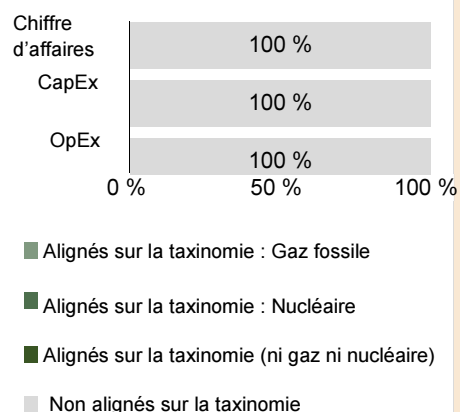 Chiffre
d’affaires
100 %
CapEx
100 %
OpEx
100 %
0 % 50 % 100 %
Alignés sur la taxinomie : Gaz fossile
Alignés sur la taxinomie : Nucléaire
Alignés sur la taxinomie (ni gaz ni nucléaire)
Non alignés sur la taxinomie